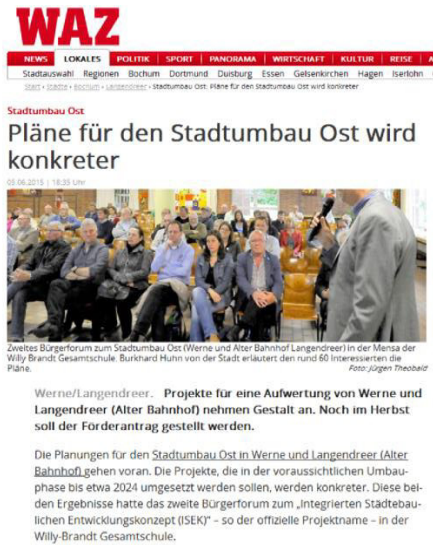 WAZ
NEWS LOKALES POLITIK SPORT PANORAMA WIRTSCHAFT KULTUR REISE A
Stadtauswahl Regionen Bochum Dortmund Duisburg Essen Gelsenkirchen Hagen Iserlohn
Start › Städte › Bochum › Langendreer › Stadtumbau Ost: Pläne für den Stadtumbau Ost wird konkreter
Stadtumbau Ost
Pläne für den Stadtumbau Ost wird
konkreter
05.06.2015 | 18:35 Uhr
Zweites Bürgerforum zum Stadtumbau Ost (Werne und Alter Bahnhof Langendreer) in der Mensa der
Willy Brandt Gesamtschule. Burkhard Huhn von der Stadt erläutert den rund 60 Interessierten die
Pläne. Foto: Jürgen Theobald
Werne/Langendreer. Projekte für eine Aufwertung von Werne und
Langendreer (Alter Bahnhof) nehmen Gestalt an. Noch im Herbst
soll der Förderantrag gestellt werden.
Die Planungen für den Stadtumbau Ost in Werne und Langendreer (Alter
Bahnhof) gehen voran. Die Projekte, die in der voraussichtlichen Umbau-
phase bis etwa 2024 umgesetzt werden sollen, werden konkreter. Diese bei-
den Ergebnisse hatte das zweite Bürgerforum zum „Integrierten Städtebau-
lichen Entwicklungskonzept (ISEK)" – so der offizielle Projektname – in der
Willy-Brandt Gesamtschule.